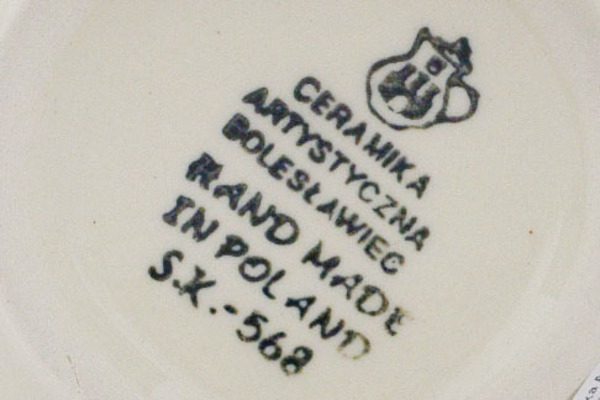 CERAMIKA
ARTYSTYCZNA
BOLESŁAWIEC
HAND MADE
IN POLAND
S.K.-568